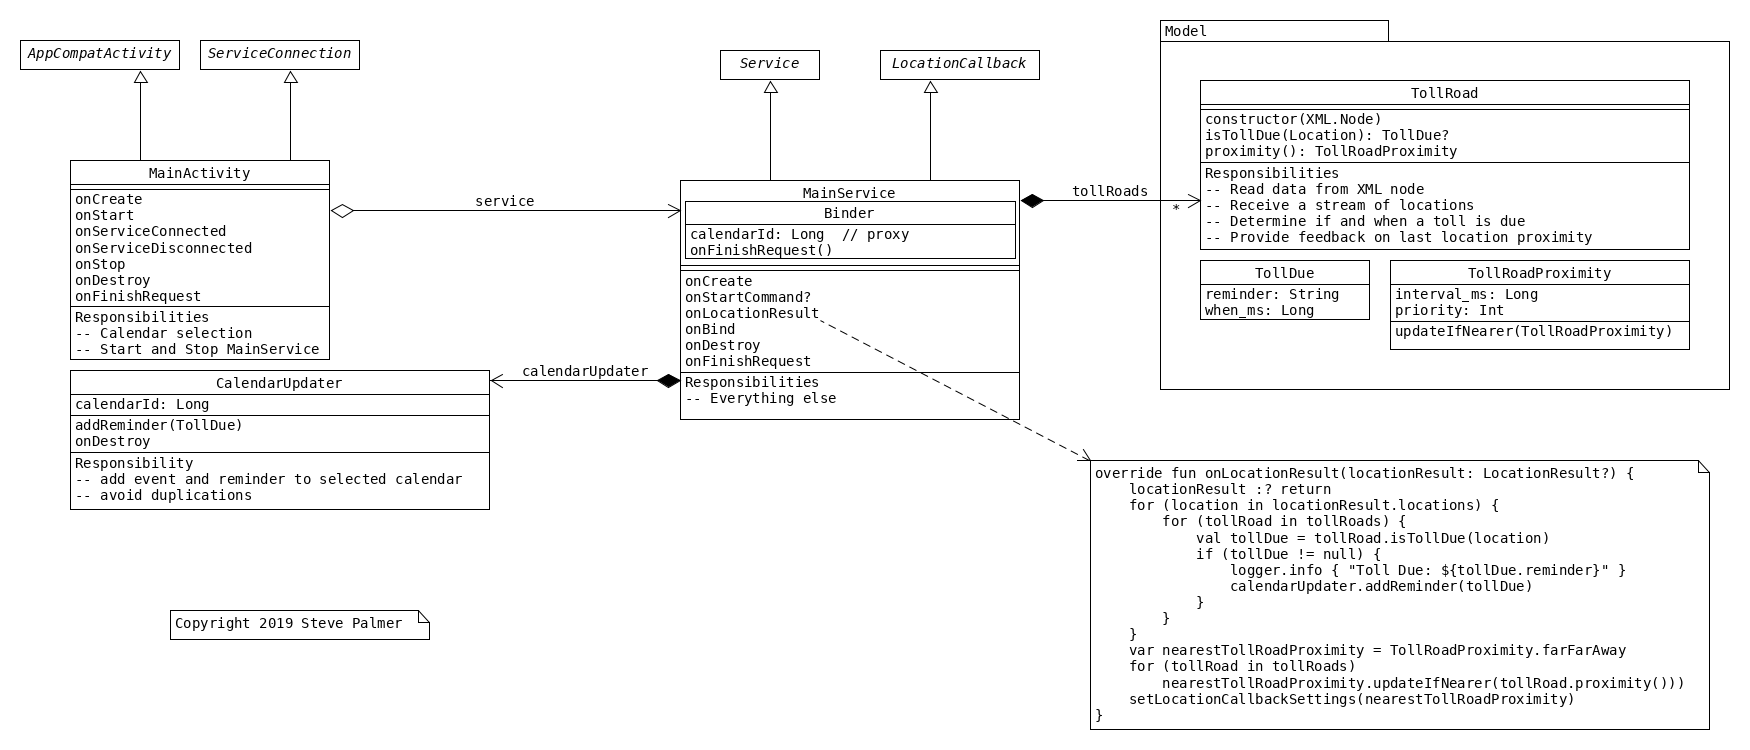 AppCompatActivity
ServiceConnection
MainActivity
onCreate
onStart
onServiceConnected
onServiceDisconnected
onStop
onDestroy
onFinishRequest
Responsibilities
-- Calendar selection
-- Start and Stop MainService
service
CalendarUpdater
calendarId: Long
addReminder(TollDue)
onDestroy
Responsibility
-- add event and reminder to selected calendar
-- avoid duplications
calendarUpdater
Copyright 2019 Steve Palmer
Service
LocationCallback
MainService
Binder
calendarId: Long  // proxy
onFinishRequest()
onCreate
onStartCommand?
onLocationResult
onBind
onDestroy
onFinishRequest
Responsibilities
-- Everything else
tollRoads
*
Model
TollRoad
constructor(XML.Node)
isTollDue(Location): TollDue?
proximity(): TollRoadProximity
Responsibilities
-- Read data from XML node
-- Receive a stream of locations
-- Determine if and when a toll is due
-- Provide feedback on last location proximity
TollDue
reminder: String
when_ms: Long
TollRoadProximity
interval_ms: Long
priority: Int
updateIfNearer(TollRoadProximity)
override fun onLocationResult(locationResult: LocationResult?) {
    locationResult :? return
    for (location in locationResult.locations) {
        for (tollRoad in tollRoads) {
            val tollDue = tollRoad.isTollDue(location)
            if (tollDue != null) {
                logger.info { "Toll Due: ${tollDue.reminder}" }
                calendarUpdater.addReminder(tollDue)
            }
        }
    }
    var nearestTollRoadProximity = TollRoadProximity.farFarAway
    for (tollRoad in tollRoads)
        nearestTollRoadProximity.updateIfNearer(tollRoad.proximity()))
    setLocationCallbackSettings(nearestTollRoadProximity)
}